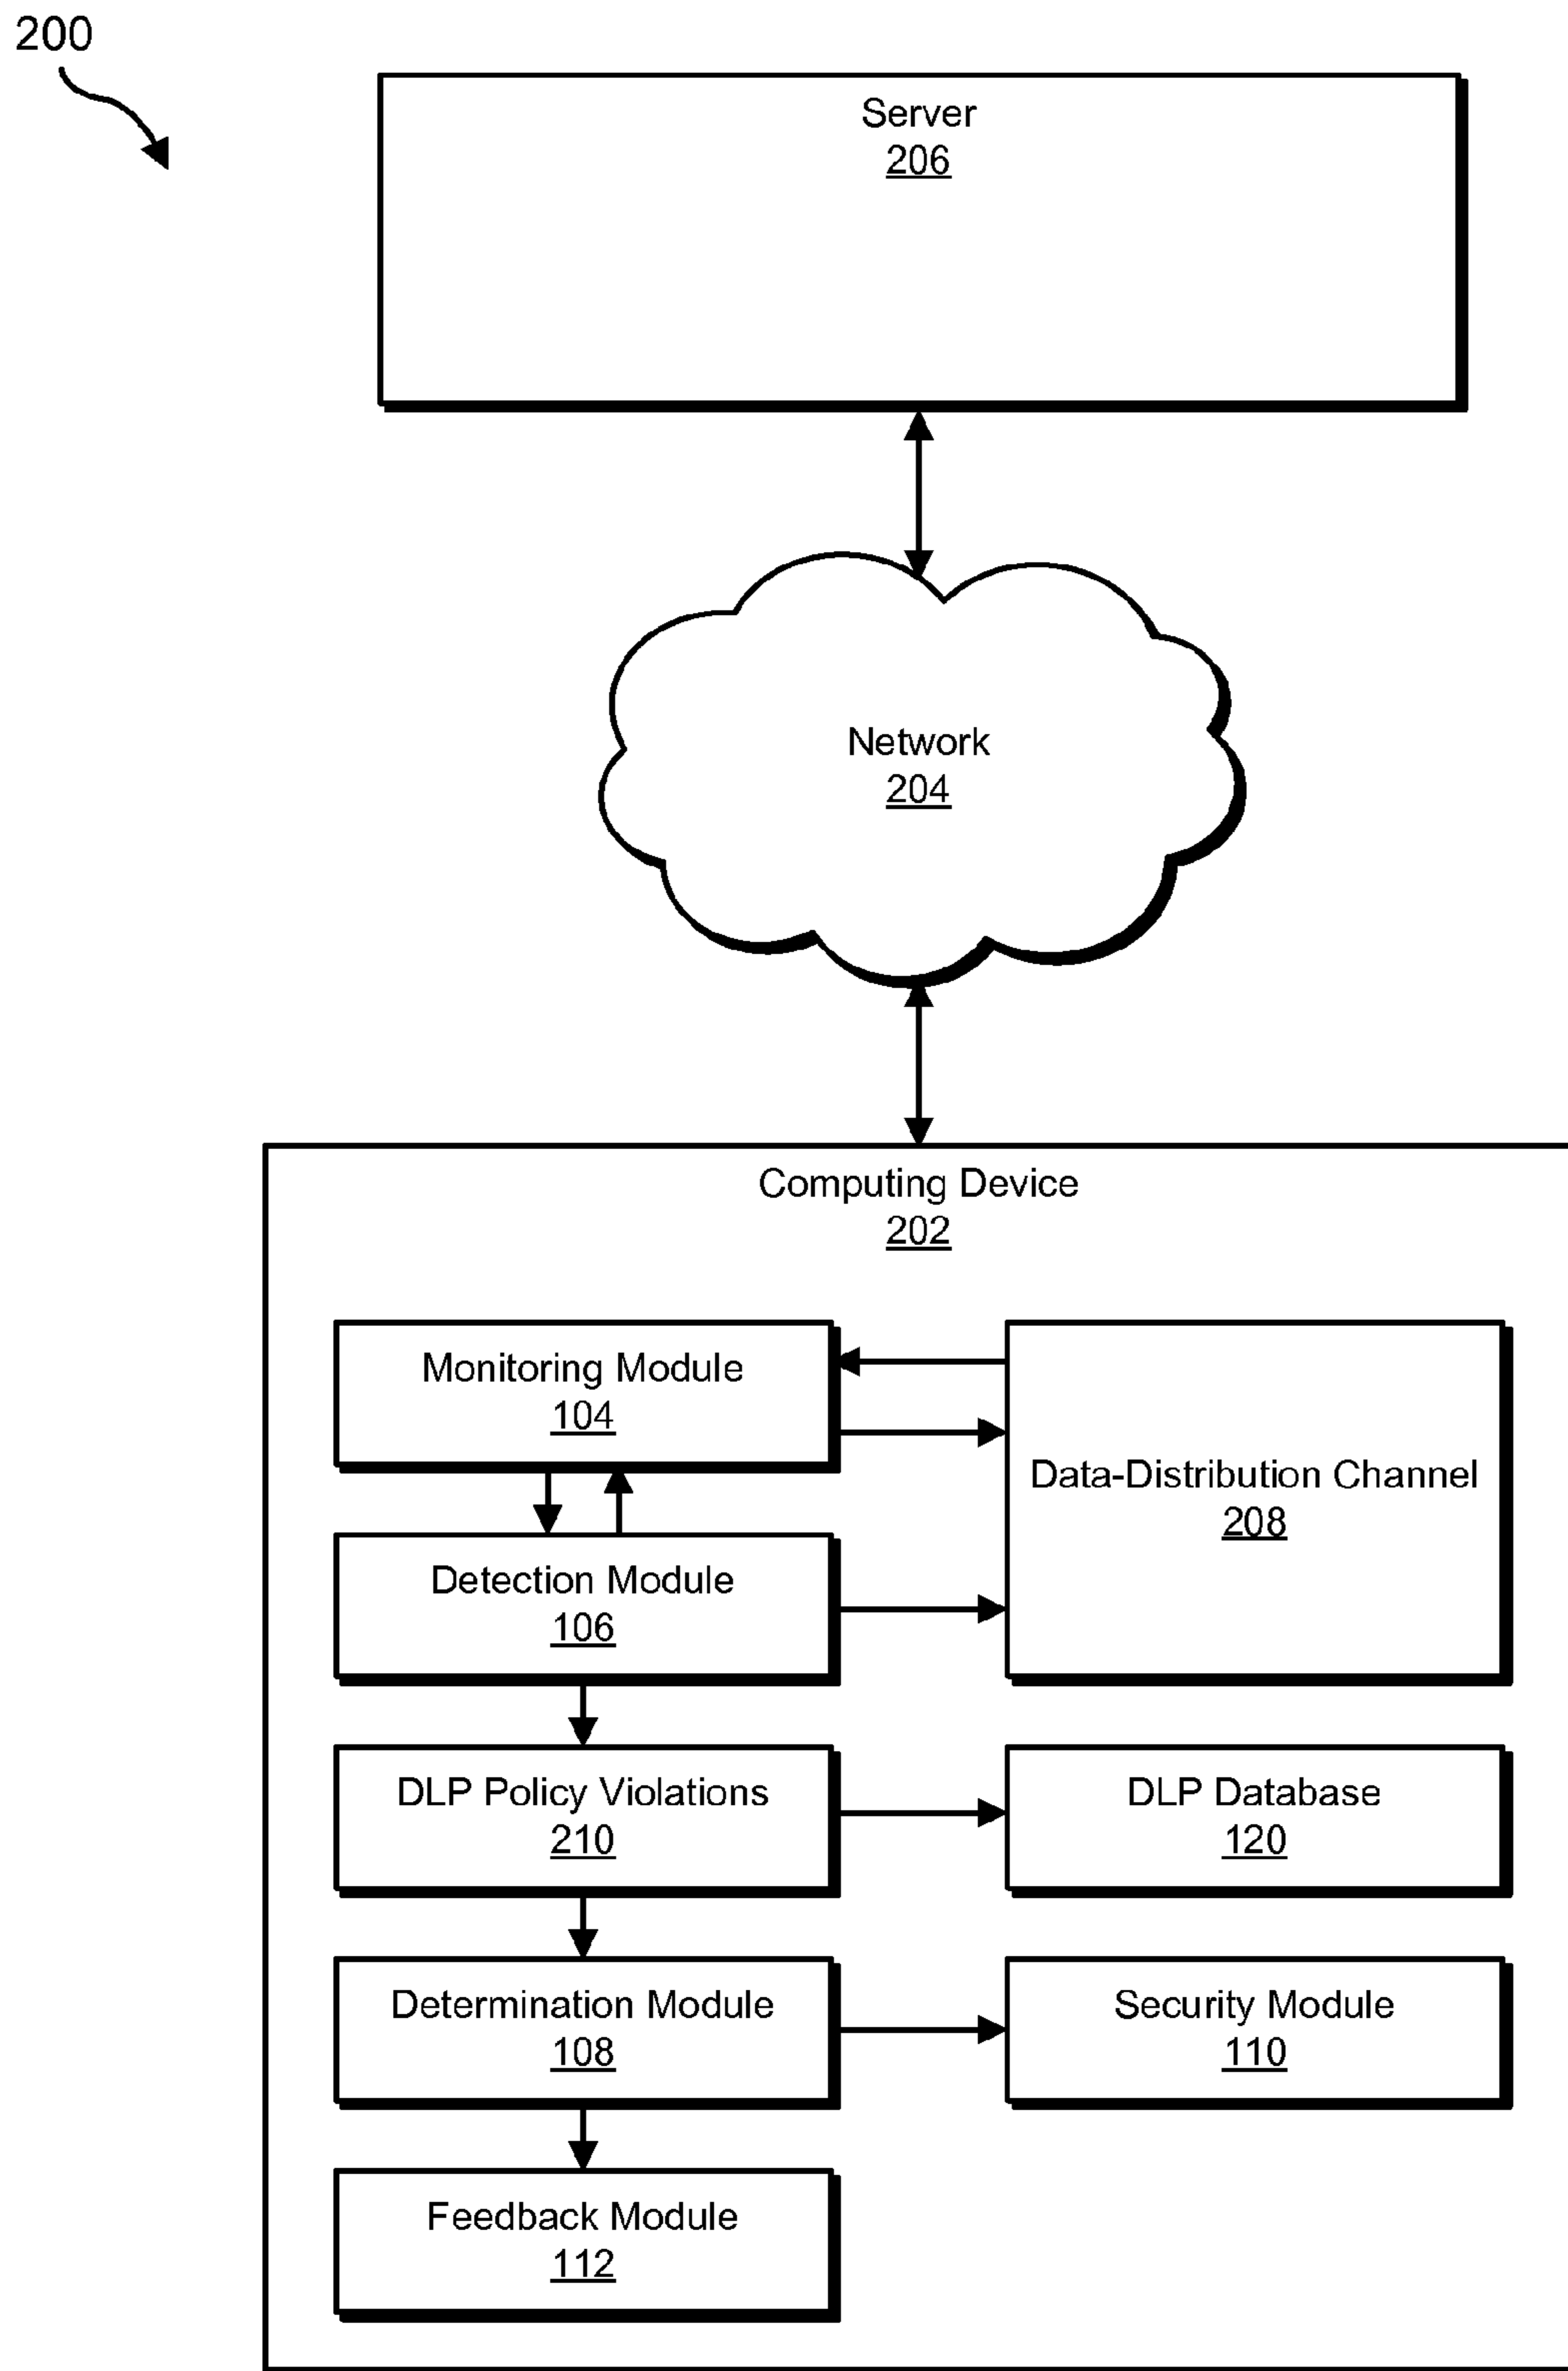 200
Server
206
Network
204
Computing Device
202
Monitoring Module
104
Data-Distribution Channel
208
Detection Module
106
DLP Policy Violations
210
DLP Database
120
Determination Module
108
Security Module
110
Feedback Module
112